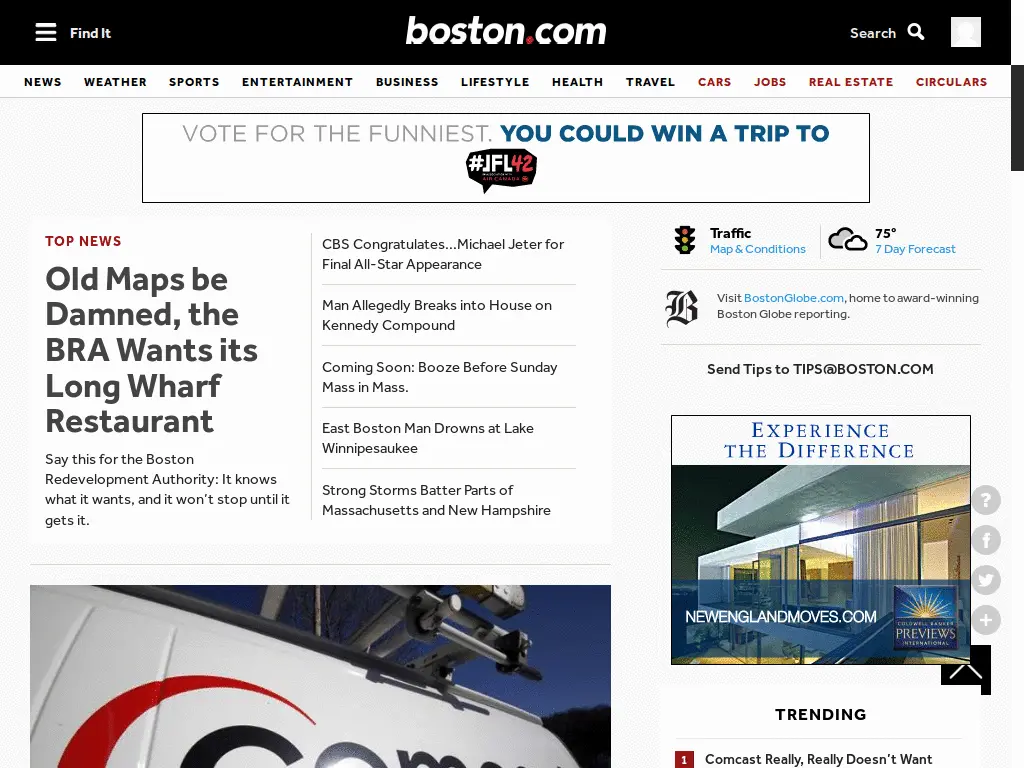 Find It
boston.com
Search
NEWS
WEATHER
SPORTS
ENTERTAINMENT
BUSINESS
LIFESTYLE
HEALTH
TRAVEL
CARS
JOBS
REAL ESTATE
CIRCULARS
VOTE FOR THE FUNNIEST. YOU COULD WIN A TRIP TO
#JFL42
AIR CANADA
TOP NEWS
Old Maps be
Damned, the
BRA Wants its
Long Wharf
Restaurant
Say this for the Boston
Redevelopment Authority: It knows
what it wants, and it won't stop until it
gets it.
CBS Congratulates...Michael Jeter for
Final All-Star Appearance
Man Allegedly Breaks into House on
Kennedy Compound
Coming Soon: Booze Before Sunday
Mass in Mass.
East Boston Man Drowns at Lake
Winnipesaukee
Strong Storms Batter Parts of
Massachusetts and New Hampshire
Traffic
Map & Conditions
75°
7 Day Forecast
B
Visit BostonGlobe.com, home to award-winning
Boston Globe reporting.
Send Tips to TIPS@BOSTON.COM
EXPERIENCE
THE DIFFERENCE
NEWENGLANDMOVES.COM
COLDWELL BANKER
PREVIEWS
INTERNATIONAL
?
f
+
TRENDING
1 Comcast Really, Really Doesn't Want